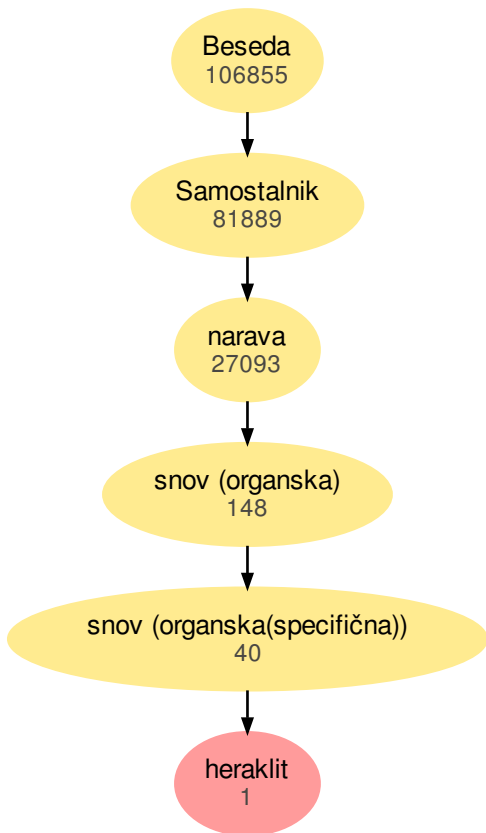 Beseda
106855
Samostalnik
81889
narava
27093
snov (organska)
148
snov (organska(specifična))
40
heraklit
1